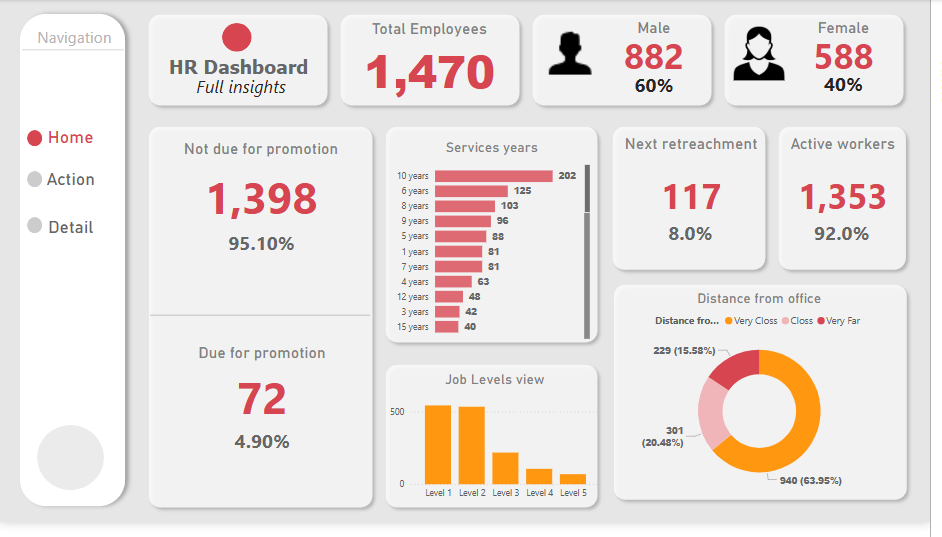 Navigation
Home
Action
Detail
HR Dashboard
Full insights
Total Employees
1,470
Male
882
60%
Female
588
40%
Not due for promotion
1,398
95.10%
Due for promotion
72
4.90%
Services years
10 years 202
6 years 125
8 years 103
9 years 96
5 years 88
1 years 81
7 years 81
4 years 63
12 years 48
3 years 42
15 years 40
Job Levels view
500
0
Level 1 Level 2 Level 3 Level 4 Level 5
Next retreachment
117
8.0%
Active workers
1,353
92.0%
Distance from office
Distance fro... Very Closs Closs Very Far
229 (15.58%)
301
(20.48%)
940 (63.95%)